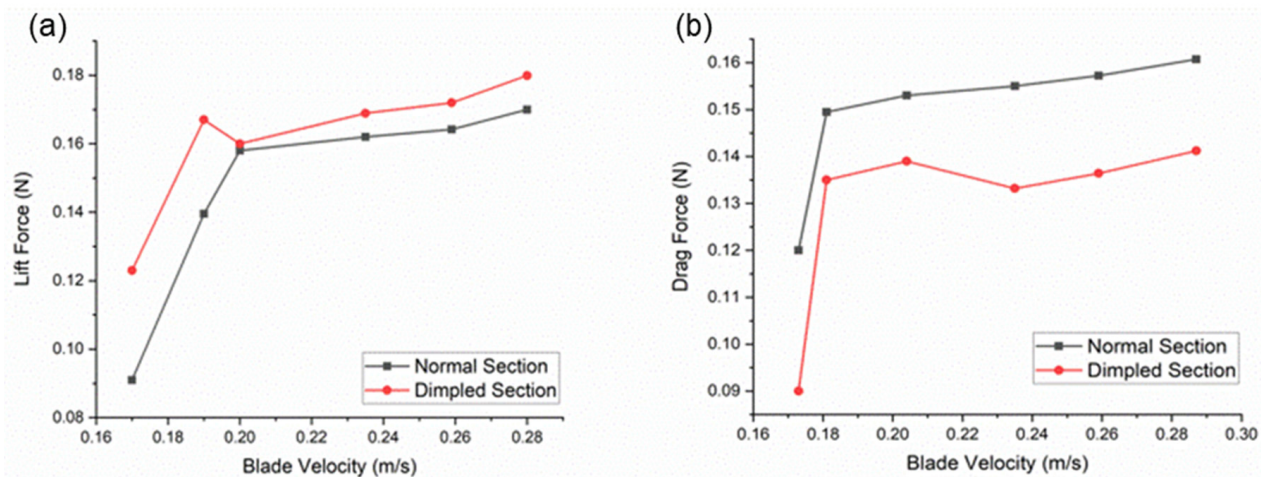 (a)
0.18
0.16
0.14
0.12
0.10
0.08
Lift Force (N)
Normal Section
Dimpled Section
0.16 0.18 0.20 0.22 0.24 0.26 0.28
Blade Velocity (m/s)
(b)
0.16
0.15
0.14
0.13
0.12
0.11
0.10
0.09
Drag Force (N)
Normal Section
Dimpled Section
0.16 0.18 0.20 0.22 0.24 0.26 0.28 0.30
Blade Velocity (m/s)